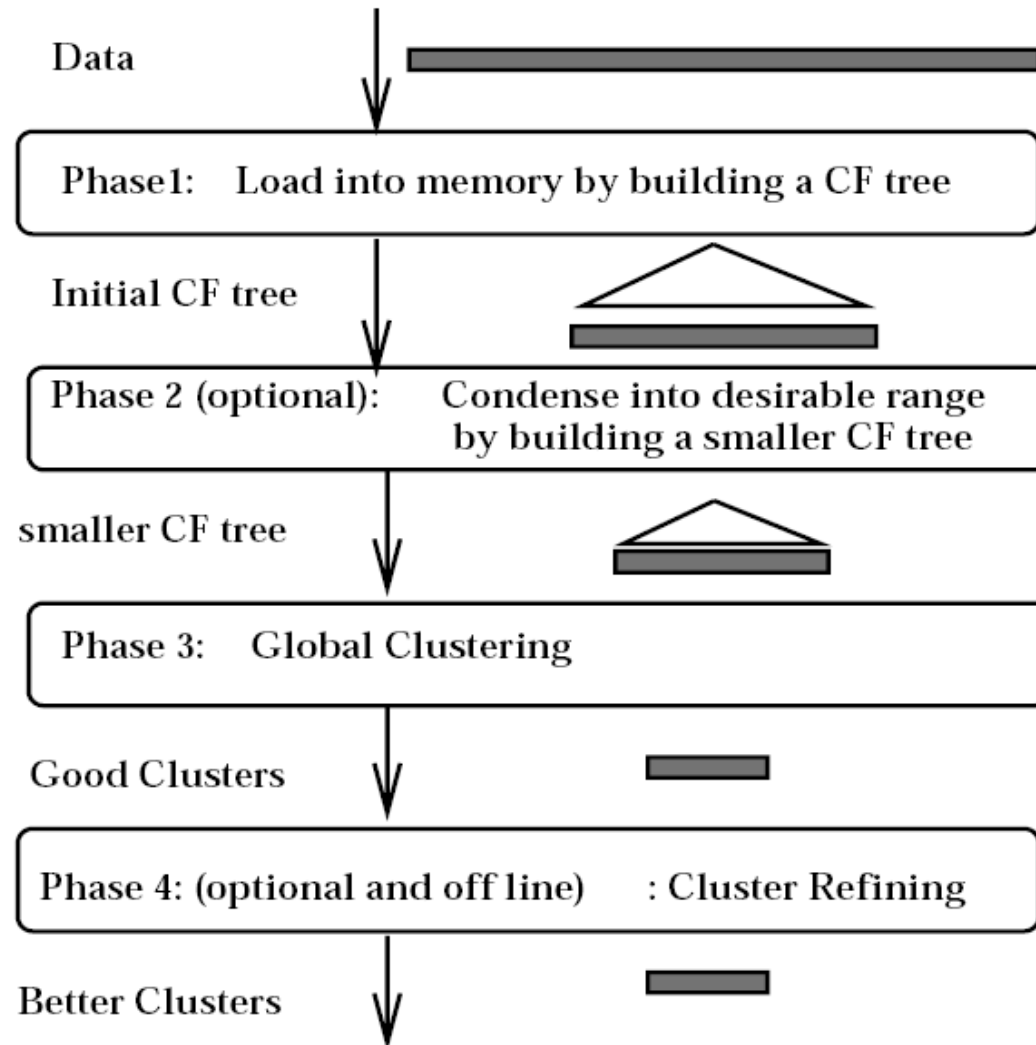 Data
Phase1: Load into memory by building a CF tree
Initial CF tree
Phase 2 (optional): Condense into desirable range
by building a smaller CF tree
smaller CF tree
Phase 3: Global Clustering
Good Clusters
Phase 4: (optional and off line) : Cluster Refining
Better Clusters